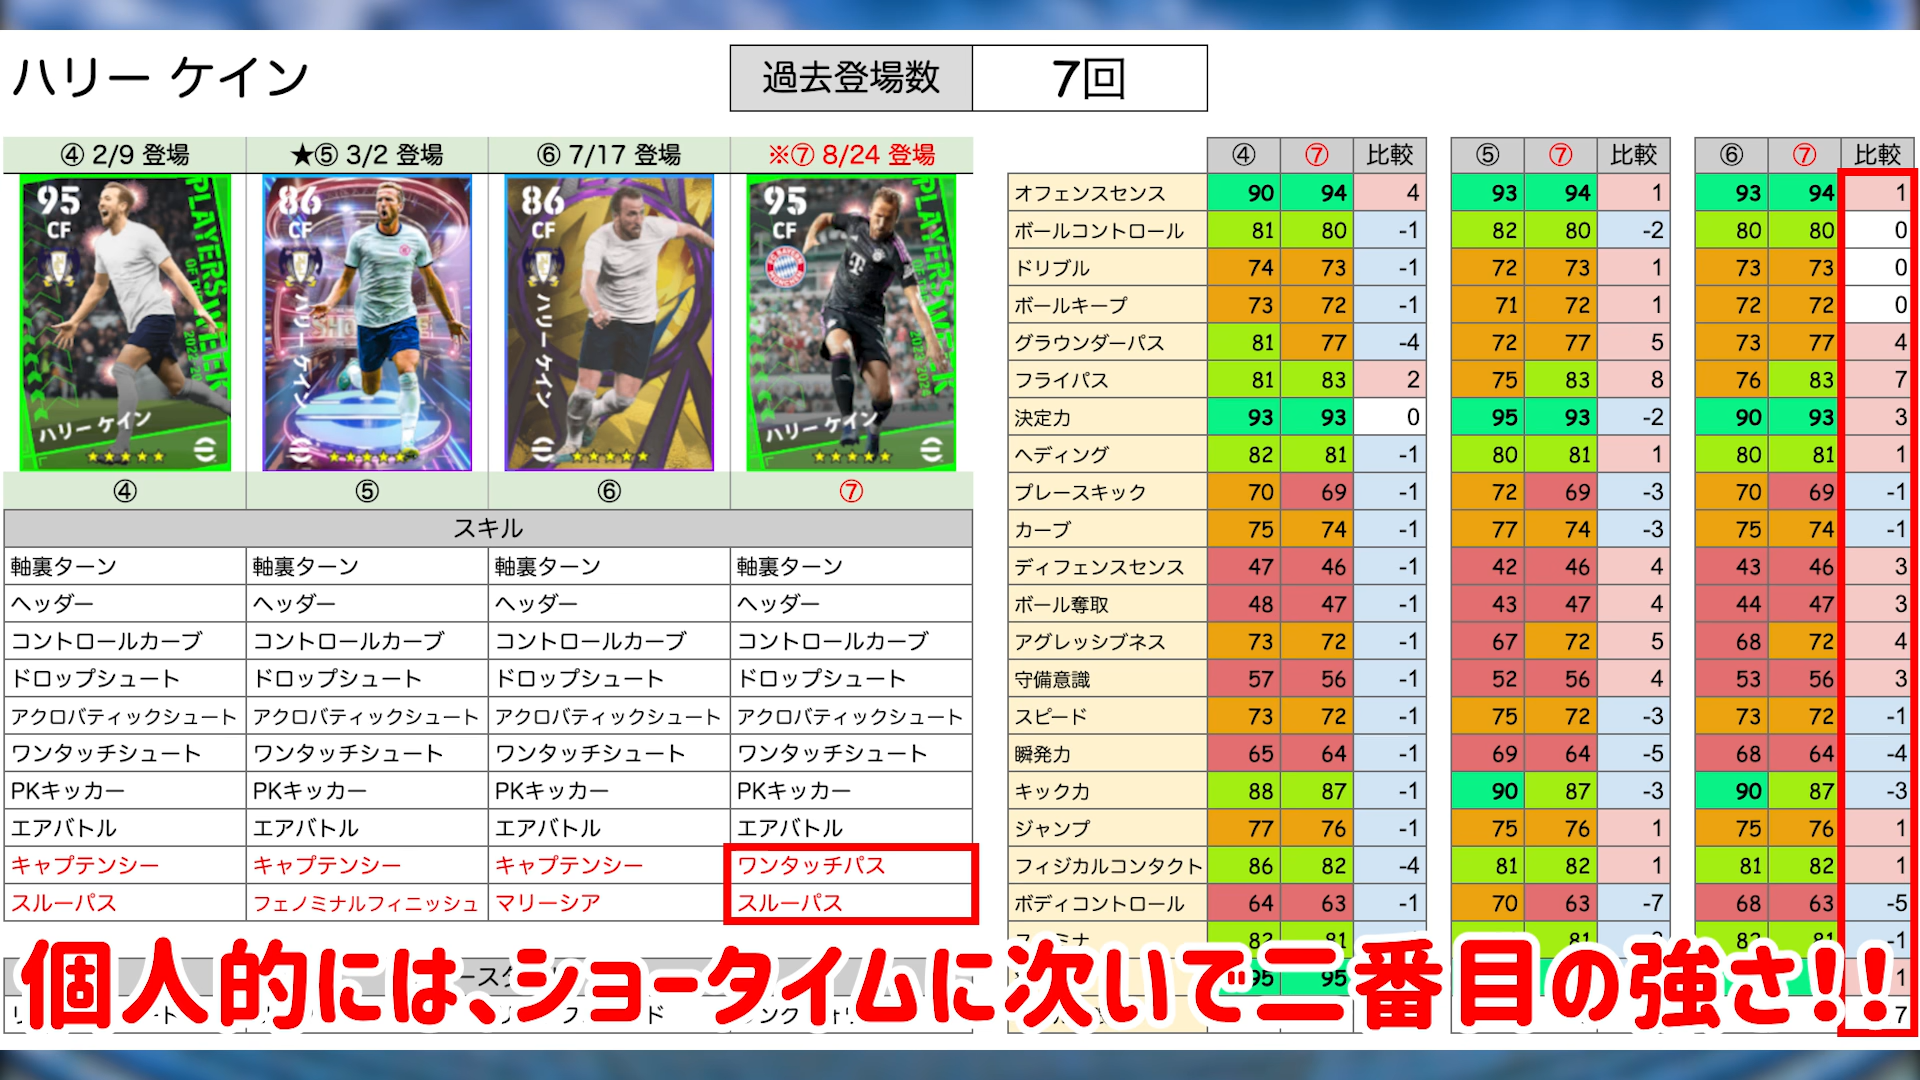 ハリー ケイン
過去登場数 7回
④ 2/9 登場 ★⑤ 3/2 登場 ⑥ 7/17 登場 ※⑦ 8/24 登場
95 CF PLAYERS OF THE WEEK ハリー ケイン
86 CF ハリー ケイン
86 CF ハリー ケイン
95 CF PLAYERS OF THE WEEK ハリー ケイン
④ ⑤ ⑥ ⑦
スキル
軸裏ターン 軸裏ターン 軸裏ターン 軸裏ターン
ヘッダー ヘッダー ヘッダー ヘッダー
コントロールカーブ コントロールカーブ コントロールカーブ コントロールカーブ
ドロップシュート ドロップシュート ドロップシュート ドロップシュート
アクロバティックシュート アクロバティックシュート アクロバティックシュート アクロバティックシュート
ワンタッチシュート ワンタッチシュート ワンタッチシュート ワンタッチシュート
PKキッカー PKキッカー PKキッカー PKキッカー
エアバトル エアバトル エアバトル エアバトル
キャプテンシー キャプテンシー キャプテンシー ワンタッチパス
スルーパス フェノミナルフィニッシュ マリーシア スルーパス
④ ⑦ 比較 ⑤ ⑦ 比較 ⑥ ⑦ 比較
オフェンスセンス 90 94 4 93 94 1 93 94 1
ボールコントロール 81 80 -1 82 80 -2 80 80 0
ドリブル 74 73 -1 72 73 1 73 73 0
ボールキープ 73 72 -1 71 72 1 72 72 0
グラウンダーパス 81 77 -4 72 77 5 73 77 4
フライパス 81 83 2 75 83 8 76 83 7
決定力 93 93 0 95 93 -2 90 93 3
ヘディング 82 81 -1 80 81 1 80 81 1
プレースキック 70 69 -1 72 69 -3 70 69 -1
カーブ 75 74 -1 77 74 -3 75 74 -1
ディフェンスセンス 47 46 -1 42 46 4 43 46 3
ボール奪取 48 47 -1 43 47 4 44 47 3
アグレッシブネス 73 72 -1 67 72 5 68 72 4
守備意識 57 56 -1 52 56 4 53 56 3
スピード 73 72 -1 75 72 -3 73 72 -1
瞬発力 65 64 -1 69 64 -5 68 64 -4
キック力 88 87 -1 90 87 -3 90 87 -3
ジャンプ 77 76 -1 75 76 1 75 76 1
フィジカルコンタクト 86 82 -4 81 82 1 81 82 1
ボディコントロール 64 63 -1 70 63 -7 68 63 -5
82 81 81 82 81 -1
95 95 1
7
個人的には、ショータイムに次いで二番目の強さ!!